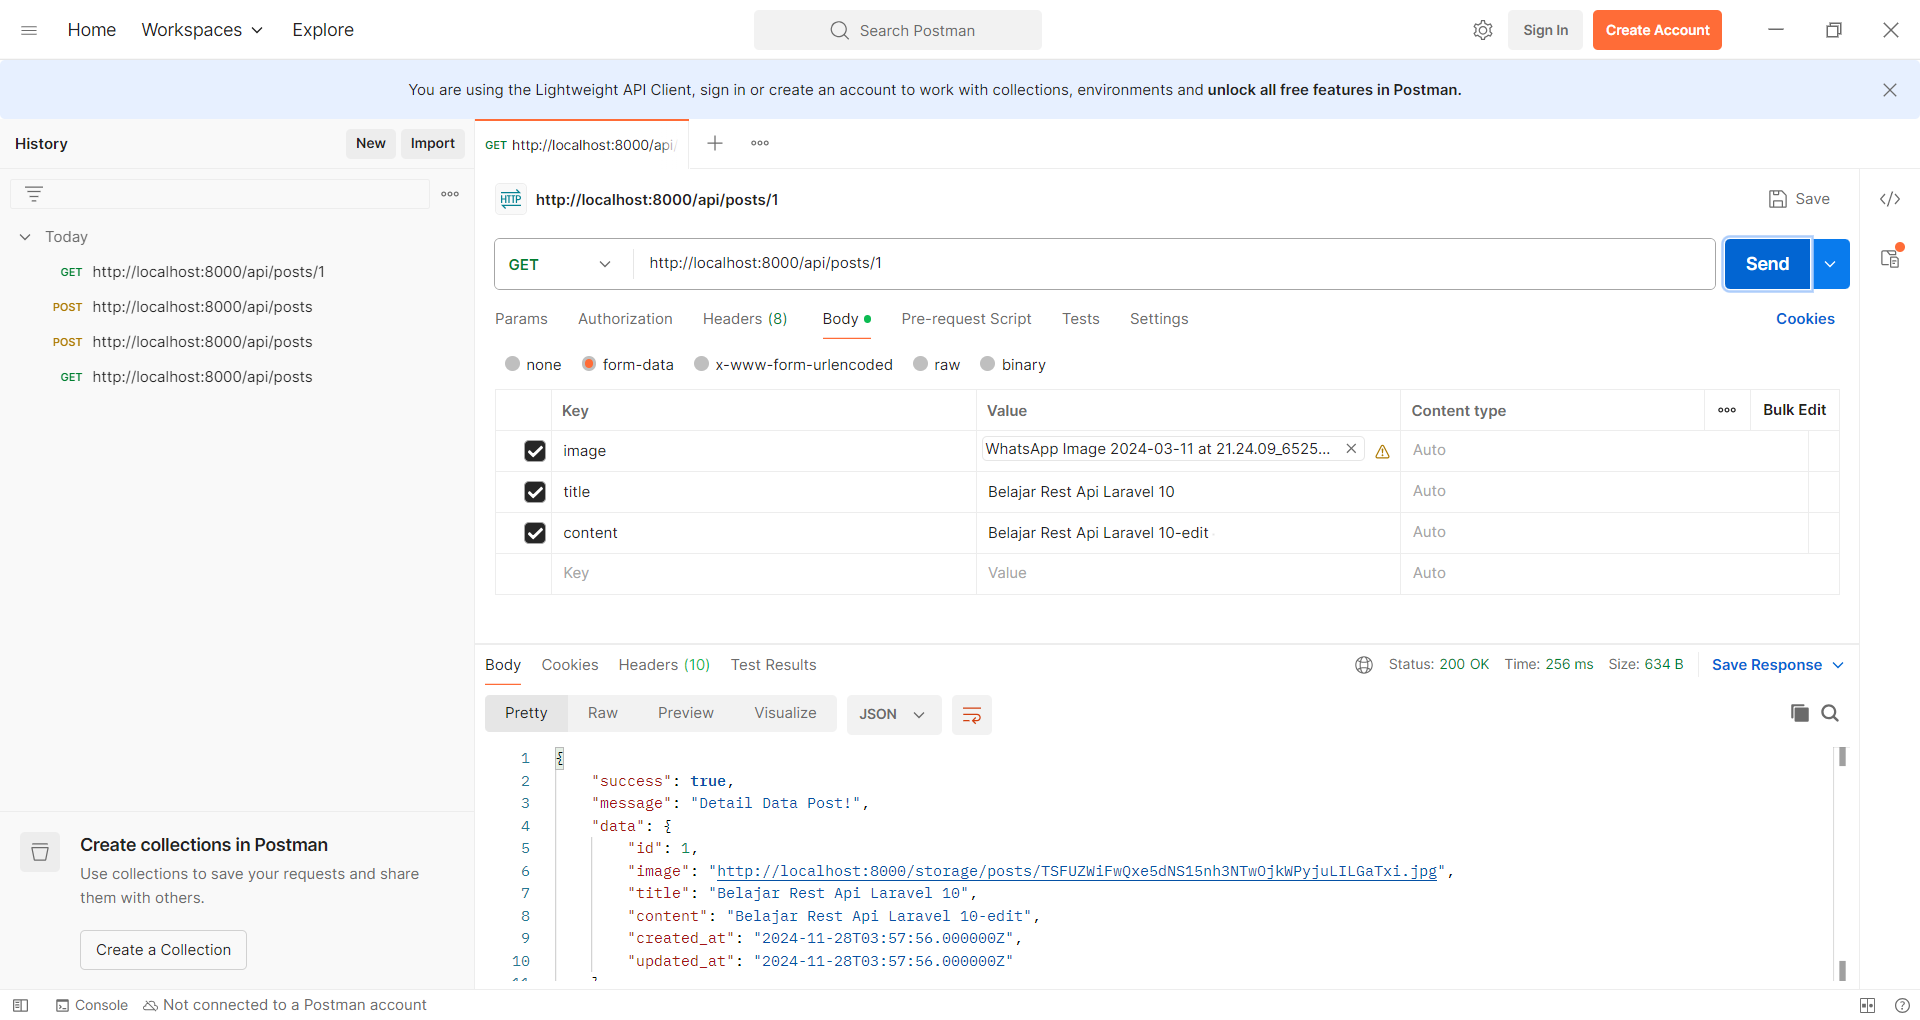 Home Workspaces Explore Search Postman Sign In Create Account
You are using the Lightweight API Client, sign in or create an account to work with collections, environments and unlock all free features in Postman.
History New Import
Today
GET http://localhost:8000/api/posts/1
POST http://localhost:8000/api/posts
POST http://localhost:8000/api/posts
GET http://localhost:8000/api/posts
Create collections in Postman
Use collections to save your requests and share
them with others.
Create a Collection
GET http://localhost:8000/api/
HTTP http://localhost:8000/api/posts/1 Save
GET http://localhost:8000/api/posts/1 Send
Params Authorization Headers (8) Body Pre-request Script Tests Settings Cookies
none form-data x-www-form-urlencoded raw binary
Key Value Content type Bulk Edit
image WhatsApp Image 2024-03-11 at 21.24.09_6525... Auto
title Belajar Rest Api Laravel 10 Auto
content Belajar Rest Api Laravel 10-edit Auto
Key Value Auto
Body Cookies Headers (10) Test Results Status: 200 OK Time: 256 ms Size: 634 B Save Response
Pretty Raw Preview Visualize JSON
1 {
2 "success": true,
3 "message": "Detail Data Post!",
4 "data": {
5 "id": 1,
6 "image": "http://localhost:8000/storage/posts/TSFUZWiFwQxe5dNS15nh3NTwOjkWPyjuLILGaTxi.jpg",
7 "title": "Belajar Rest Api Laravel 10",
8 "content": "Belajar Rest Api Laravel 10-edit",
9 "created_at": "2024-11-28T03:57:56.000000Z",
10 "updated_at": "2024-11-28T03:57:56.000000Z"
Console Not connected to a Postman account